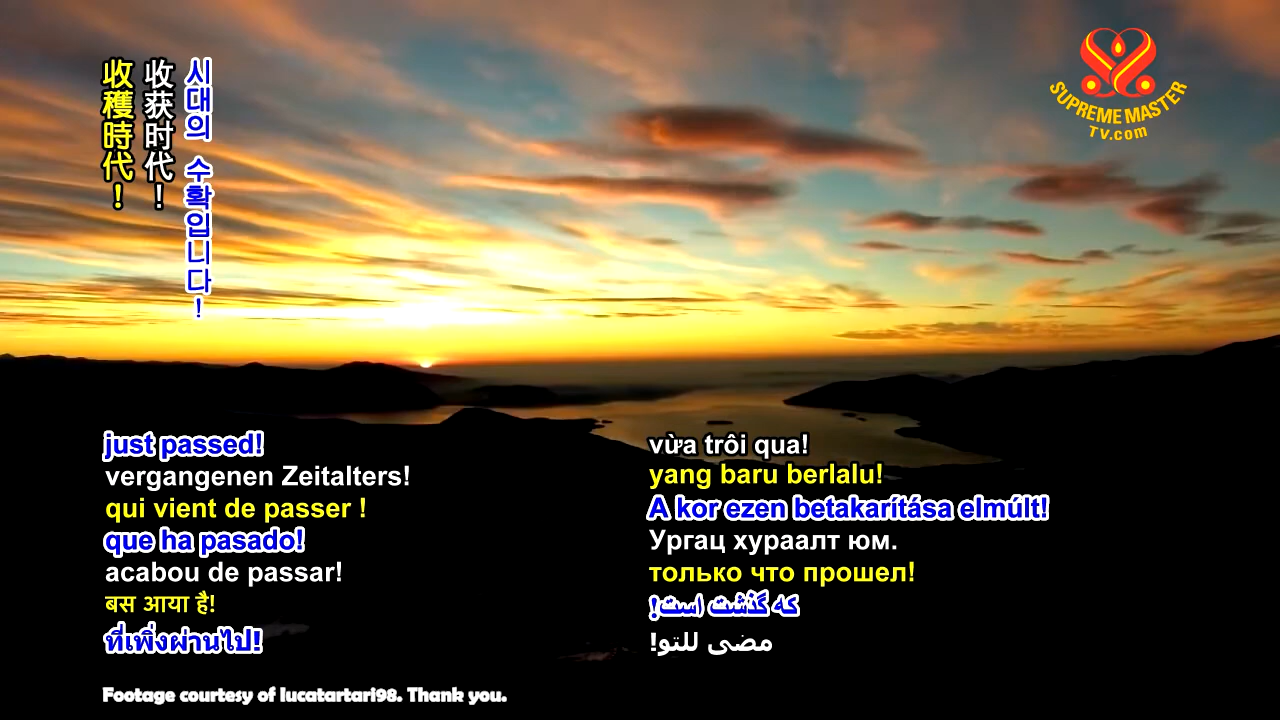 收穫時代！
收获时代！
시대의 수확입니다!
SUPREME MASTER
TV.com
just passed!
vergangenen Zeitalters!
qui vient de passer !
que ha pasado!
acabou de passar!
बस आया है!
ที่เพิ่งผ่านไป!
vừa trôi qua!
yang baru berlalu!
A kor ezen betakarítása elmúlt!
Ургац хураалт юм.
только что прошел!
که گذشت است!
مضى للتو!
Footage courtesy of lucatartari98. Thank you.